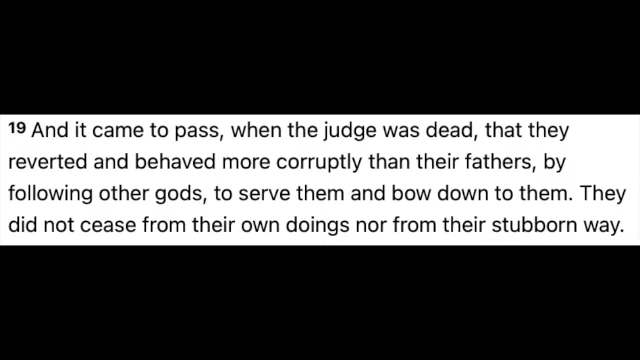 19 And it came to pass, when the judge was dead, that they
reverted and behaved more corruptly than their fathers, by
following other gods, to serve them and bow down to them. They
did not cease from their own doings nor from their stubborn way.